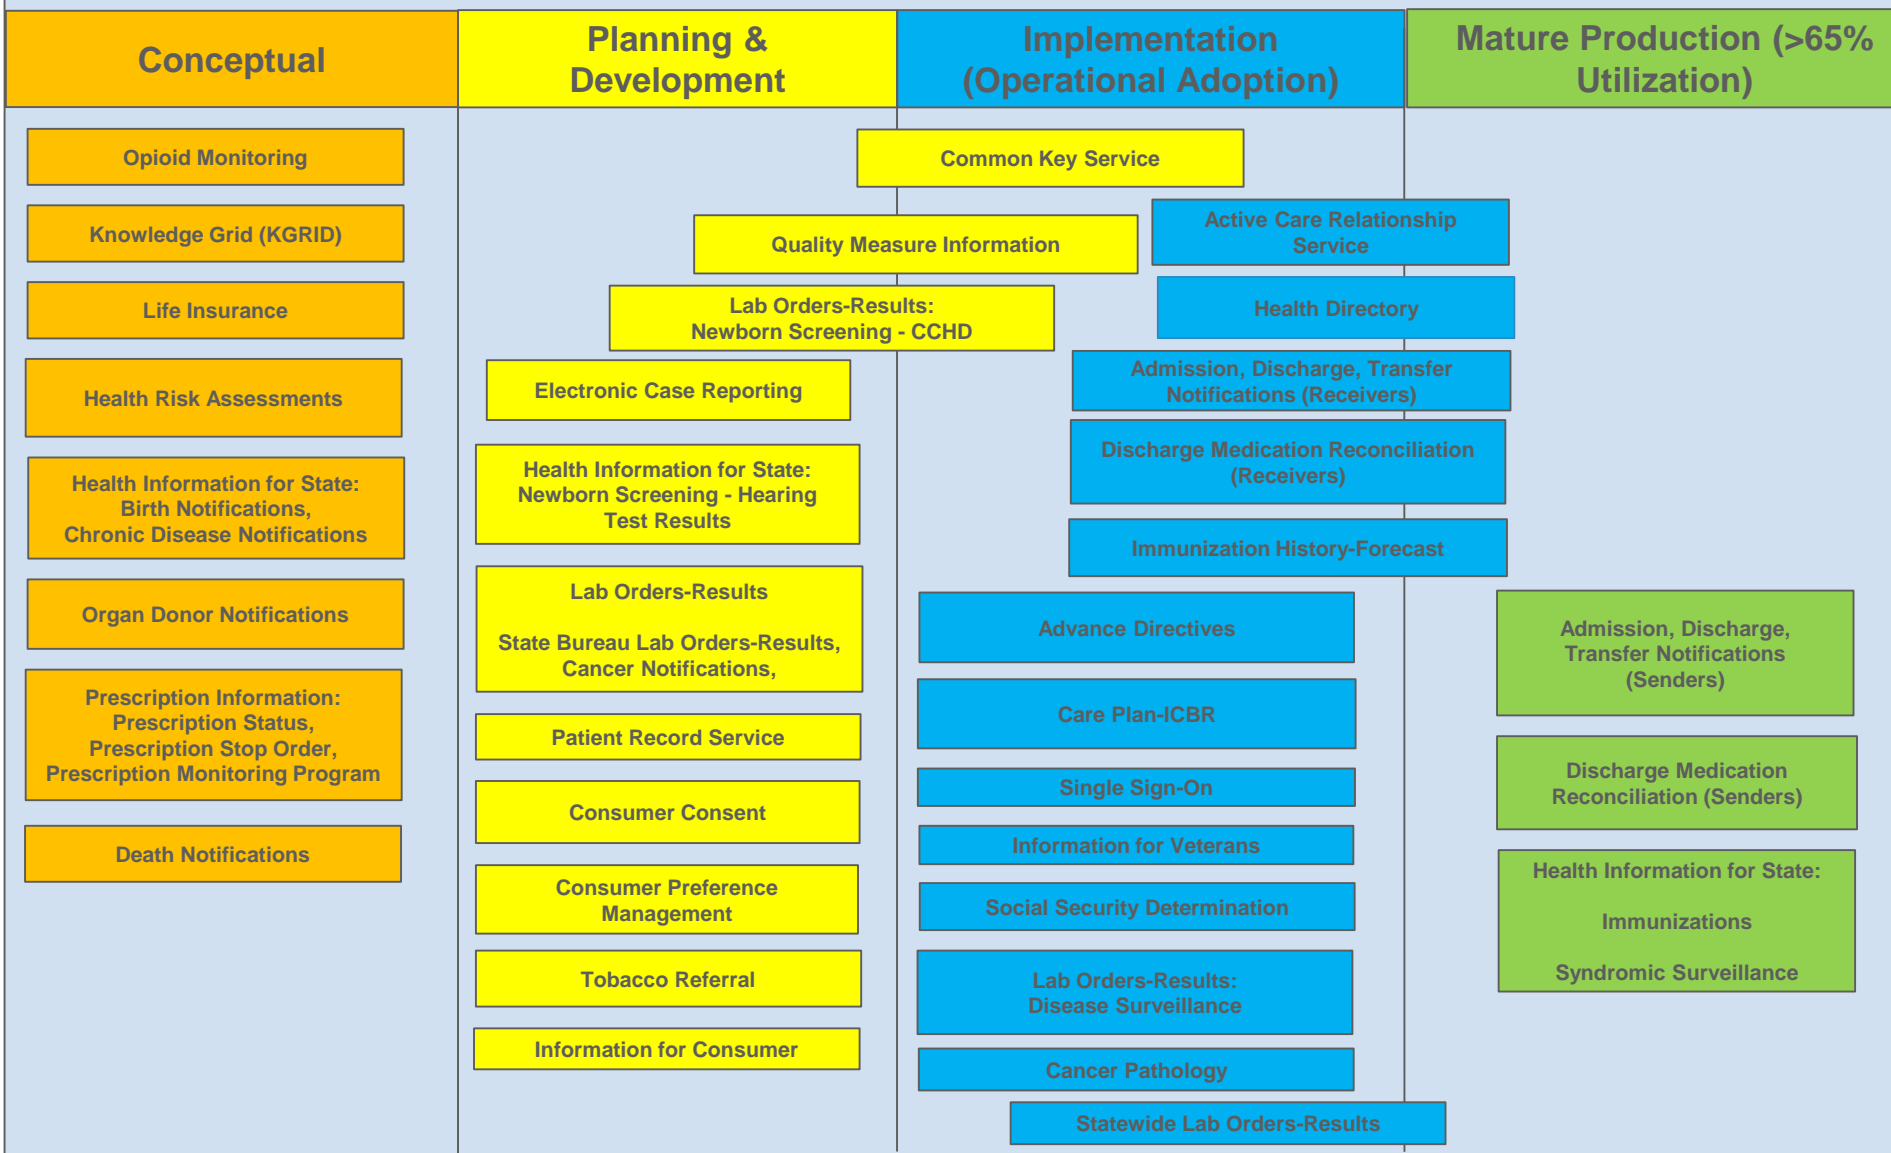 Conceptual
Planning &
Development
Implementation
(Operational Adoption)
Mature Production (>65%
Utilization)
Opioid Monitoring
Knowledge Grid (KGRID)
Life Insurance
Health Risk Assessments
Health Information for State:
Birth Notifications,
Chronic Disease Notifications
Organ Donor Notifications
Prescription Information:
Prescription Status,
Prescription Stop Order,
Prescription Monitoring Program
Death Notifications
Common Key Service
Quality Measure Information
Lab Orders-Results:
Newborn Screening - CCHD
Electronic Case Reporting
Health Information for State:
Newborn Screening - Hearing
Test Results
Lab Orders-Results
State Bureau Lab Orders-Results,
Cancer Notifications,
Patient Record Service
Consumer Consent
Consumer Preference
Management
Tobacco Referral
Information for Consumer
Active Care Relationship
Service
Health Directory
Admission, Discharge, Transfer
Notifications (Receivers)
Discharge Medication Reconciliation
(Receivers)
Immunization History-Forecast
Advance Directives
Care Plan-ICBR
Single Sign-On
Information for Veterans
Social Security Determination
Lab Orders-Results:
Disease Surveillance
Cancer Pathology
Statewide Lab Orders-Results
Admission, Discharge,
Transfer Notifications
(Senders)
Discharge Medication
Reconciliation (Senders)
Health Information for State:
Immunizations
Syndromic Surveillance